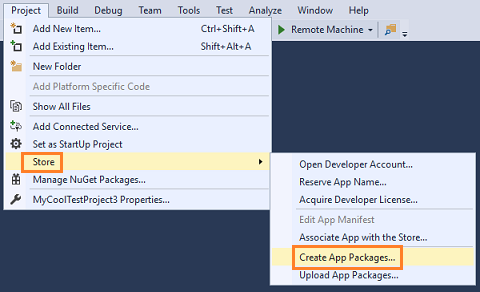 Project Build Debug Team Tools Test Analyze Window Help
Add New Item... Ctrl+Shift+A
Remote Machine
Add Existing Item... Shift+Alt+A
New Folder
Add Platform Specific Code
Show All Files
Add Connected Service...
Set as StartUp Project
Store
Manage NuGet Packages...
MyCoolTestProject3 Properties...
Open Developer Account...
Reserve App Name...
Acquire Developer License...
Edit App Manifest
Associate App with the Store...
Create App Packages...
Upload App Packages...